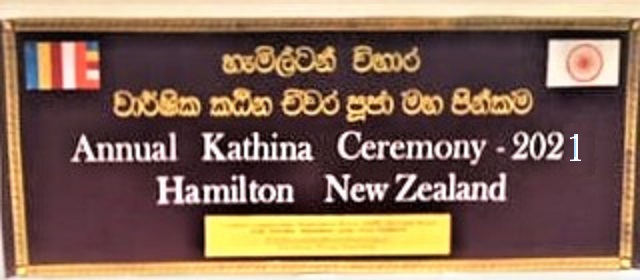 හැමිල්ටන් විහාර
වාර්ෂික කඨින චීවර පූජා මහ පින්කම
Annual Kathina Ceremony - 2021
Hamilton New Zealand